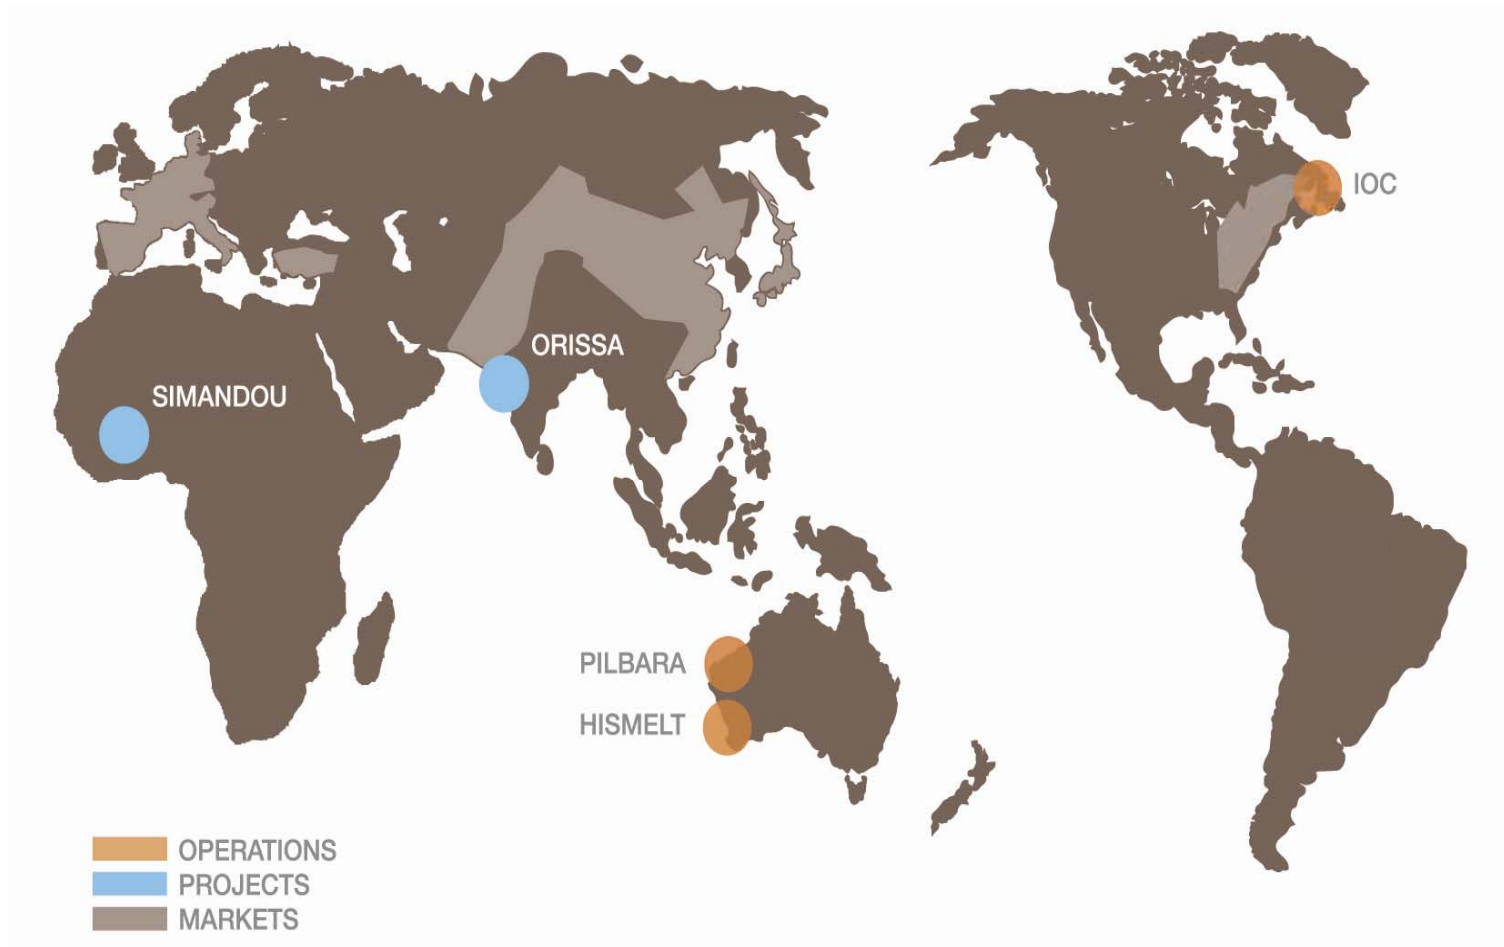 IOC
ORISSA
SIMANDOU
PILBARA
HISMELT
OPERATIONS
PROJECTS
MARKETS